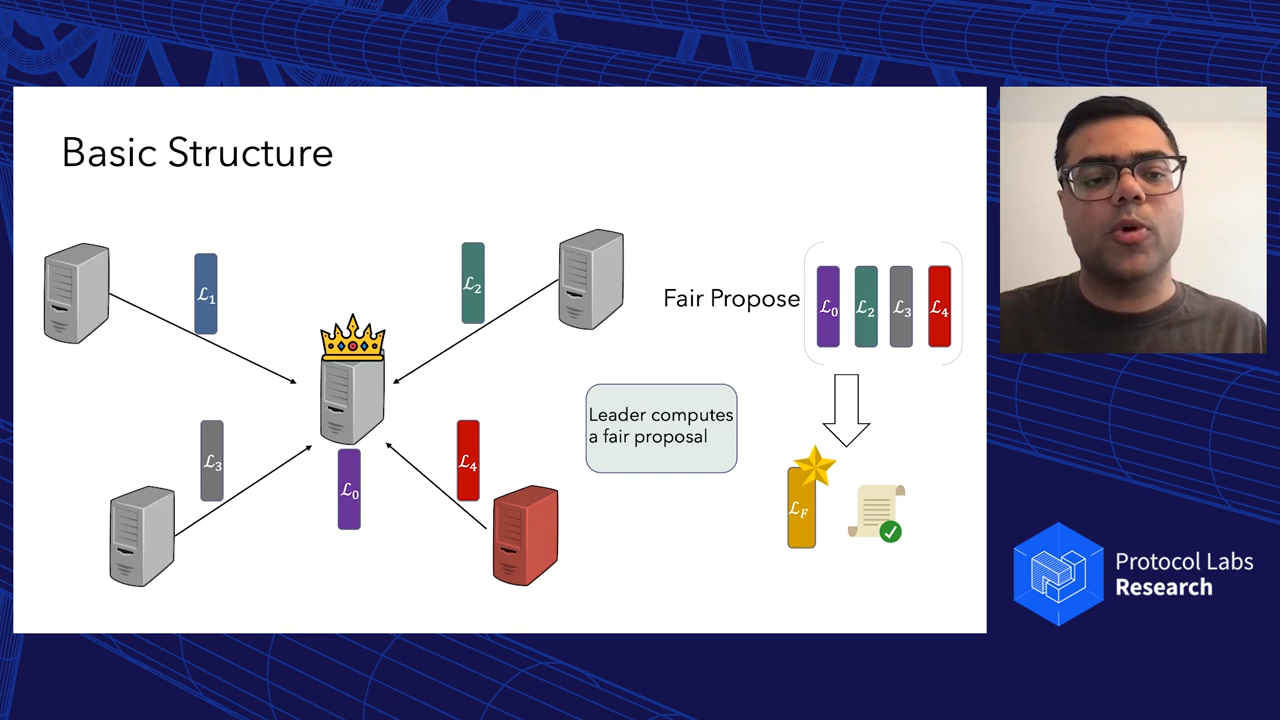 Basic Structure
ℒ1
ℒ2
Fair Propose
ℒ0
ℒ2
ℒ3
ℒ4
Leader computes
a fair proposal
ℒ3
ℒ4
ℒ0
ℒF
Protocol Labs
Research